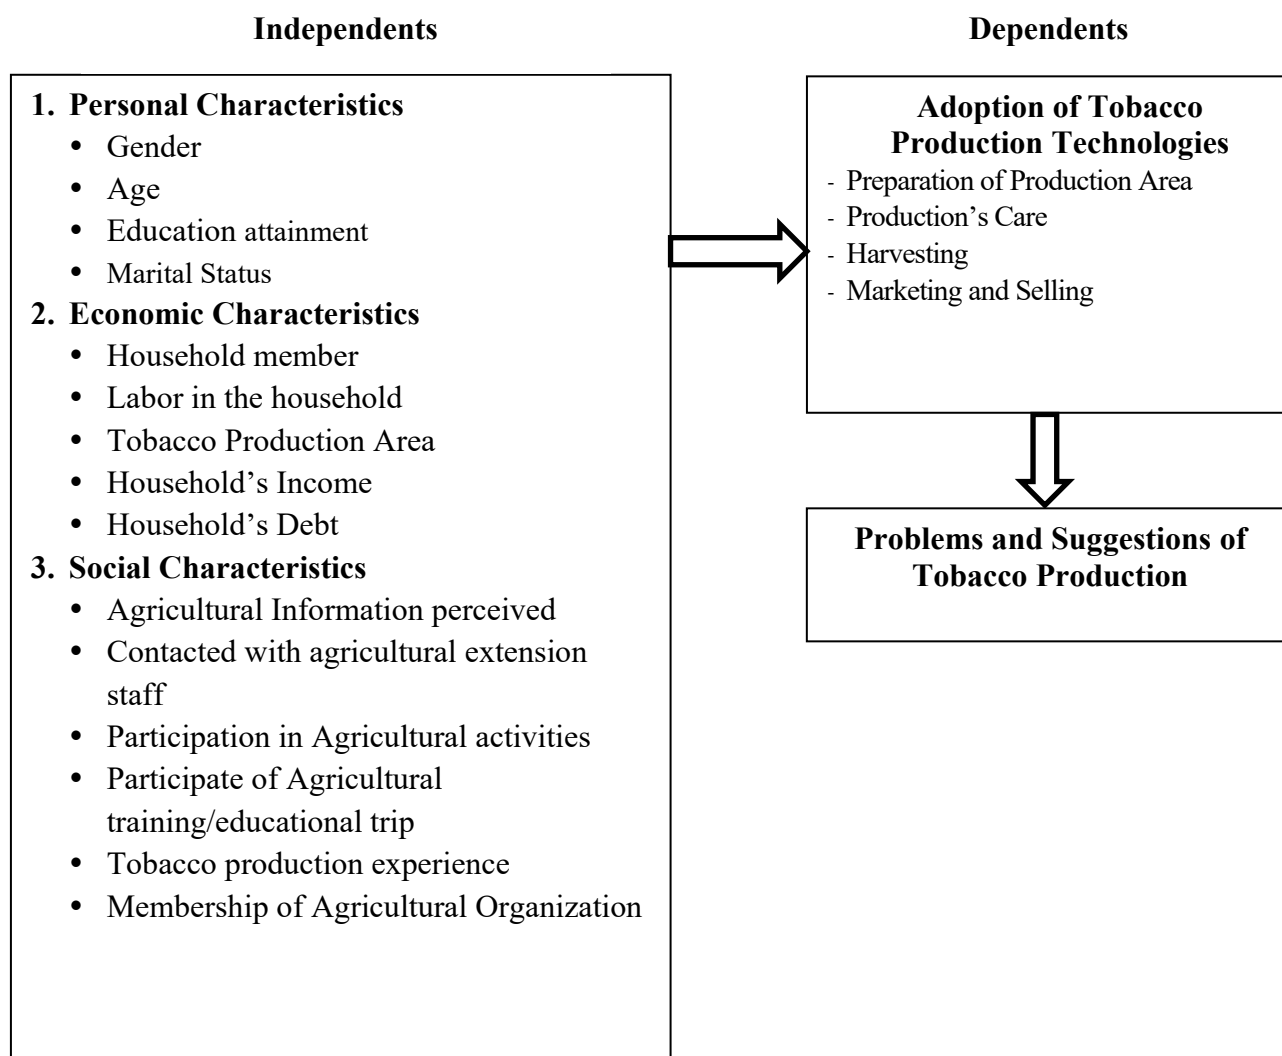 Independents
Dependents
1. Personal Characteristics
• Gender
• Age
• Education attainment
• Marital Status
2. Economic Characteristics
• Household member
• Labor in the household
• Tobacco Production Area
• Household’s Income
• Household’s Debt
3. Social Characteristics
• Agricultural Information perceived
• Contacted with agricultural extension
staff
• Participation in Agricultural activities
• Participate of Agricultural
training/educational trip
• Tobacco production experience
• Membership of Agricultural Organization
Adoption of Tobacco
Production Technologies
- Preparation of Production Area
- Production’s Care
- Harvesting
- Marketing and Selling
Problems and Suggestions of
Tobacco Production